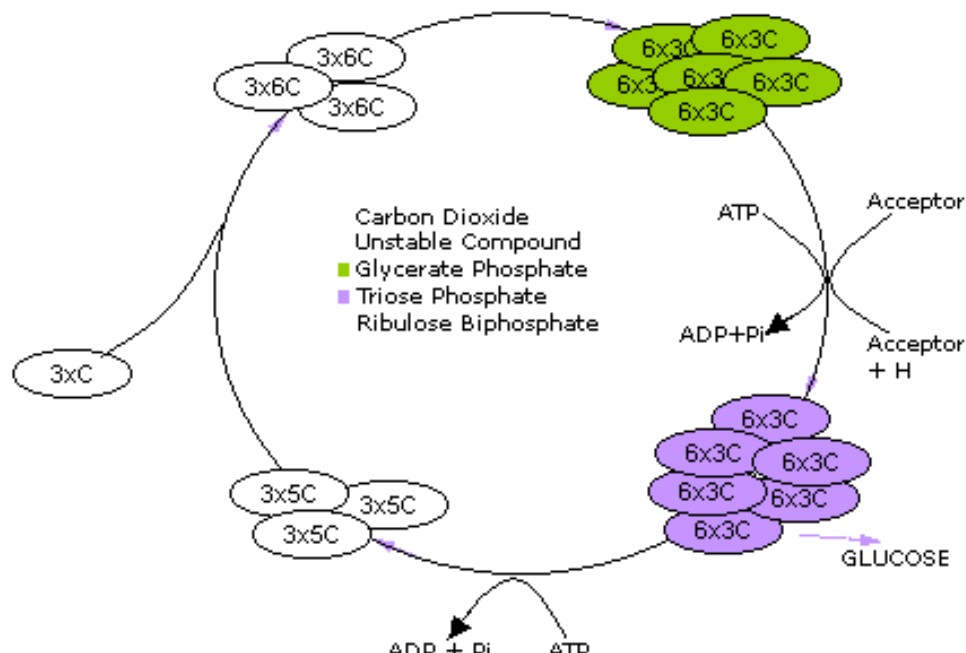 3x6C
3x6C
3x6C
6x3C
6x3C
6x3C
6x3C
6x3C
6x3C
Carbon Dioxide
Unstable Compound
Glycerate Phosphate
Triose Phosphate
Ribulose Biphosphate
ATP
Acceptor
ADP+Pi
Acceptor
+ H
3xC
6x3C
6x3C
6x3C
6x3C
6x3C
6x3C
3x5C
3x5C
3x5C
GLUCOSE
ADP + Pi
ATP